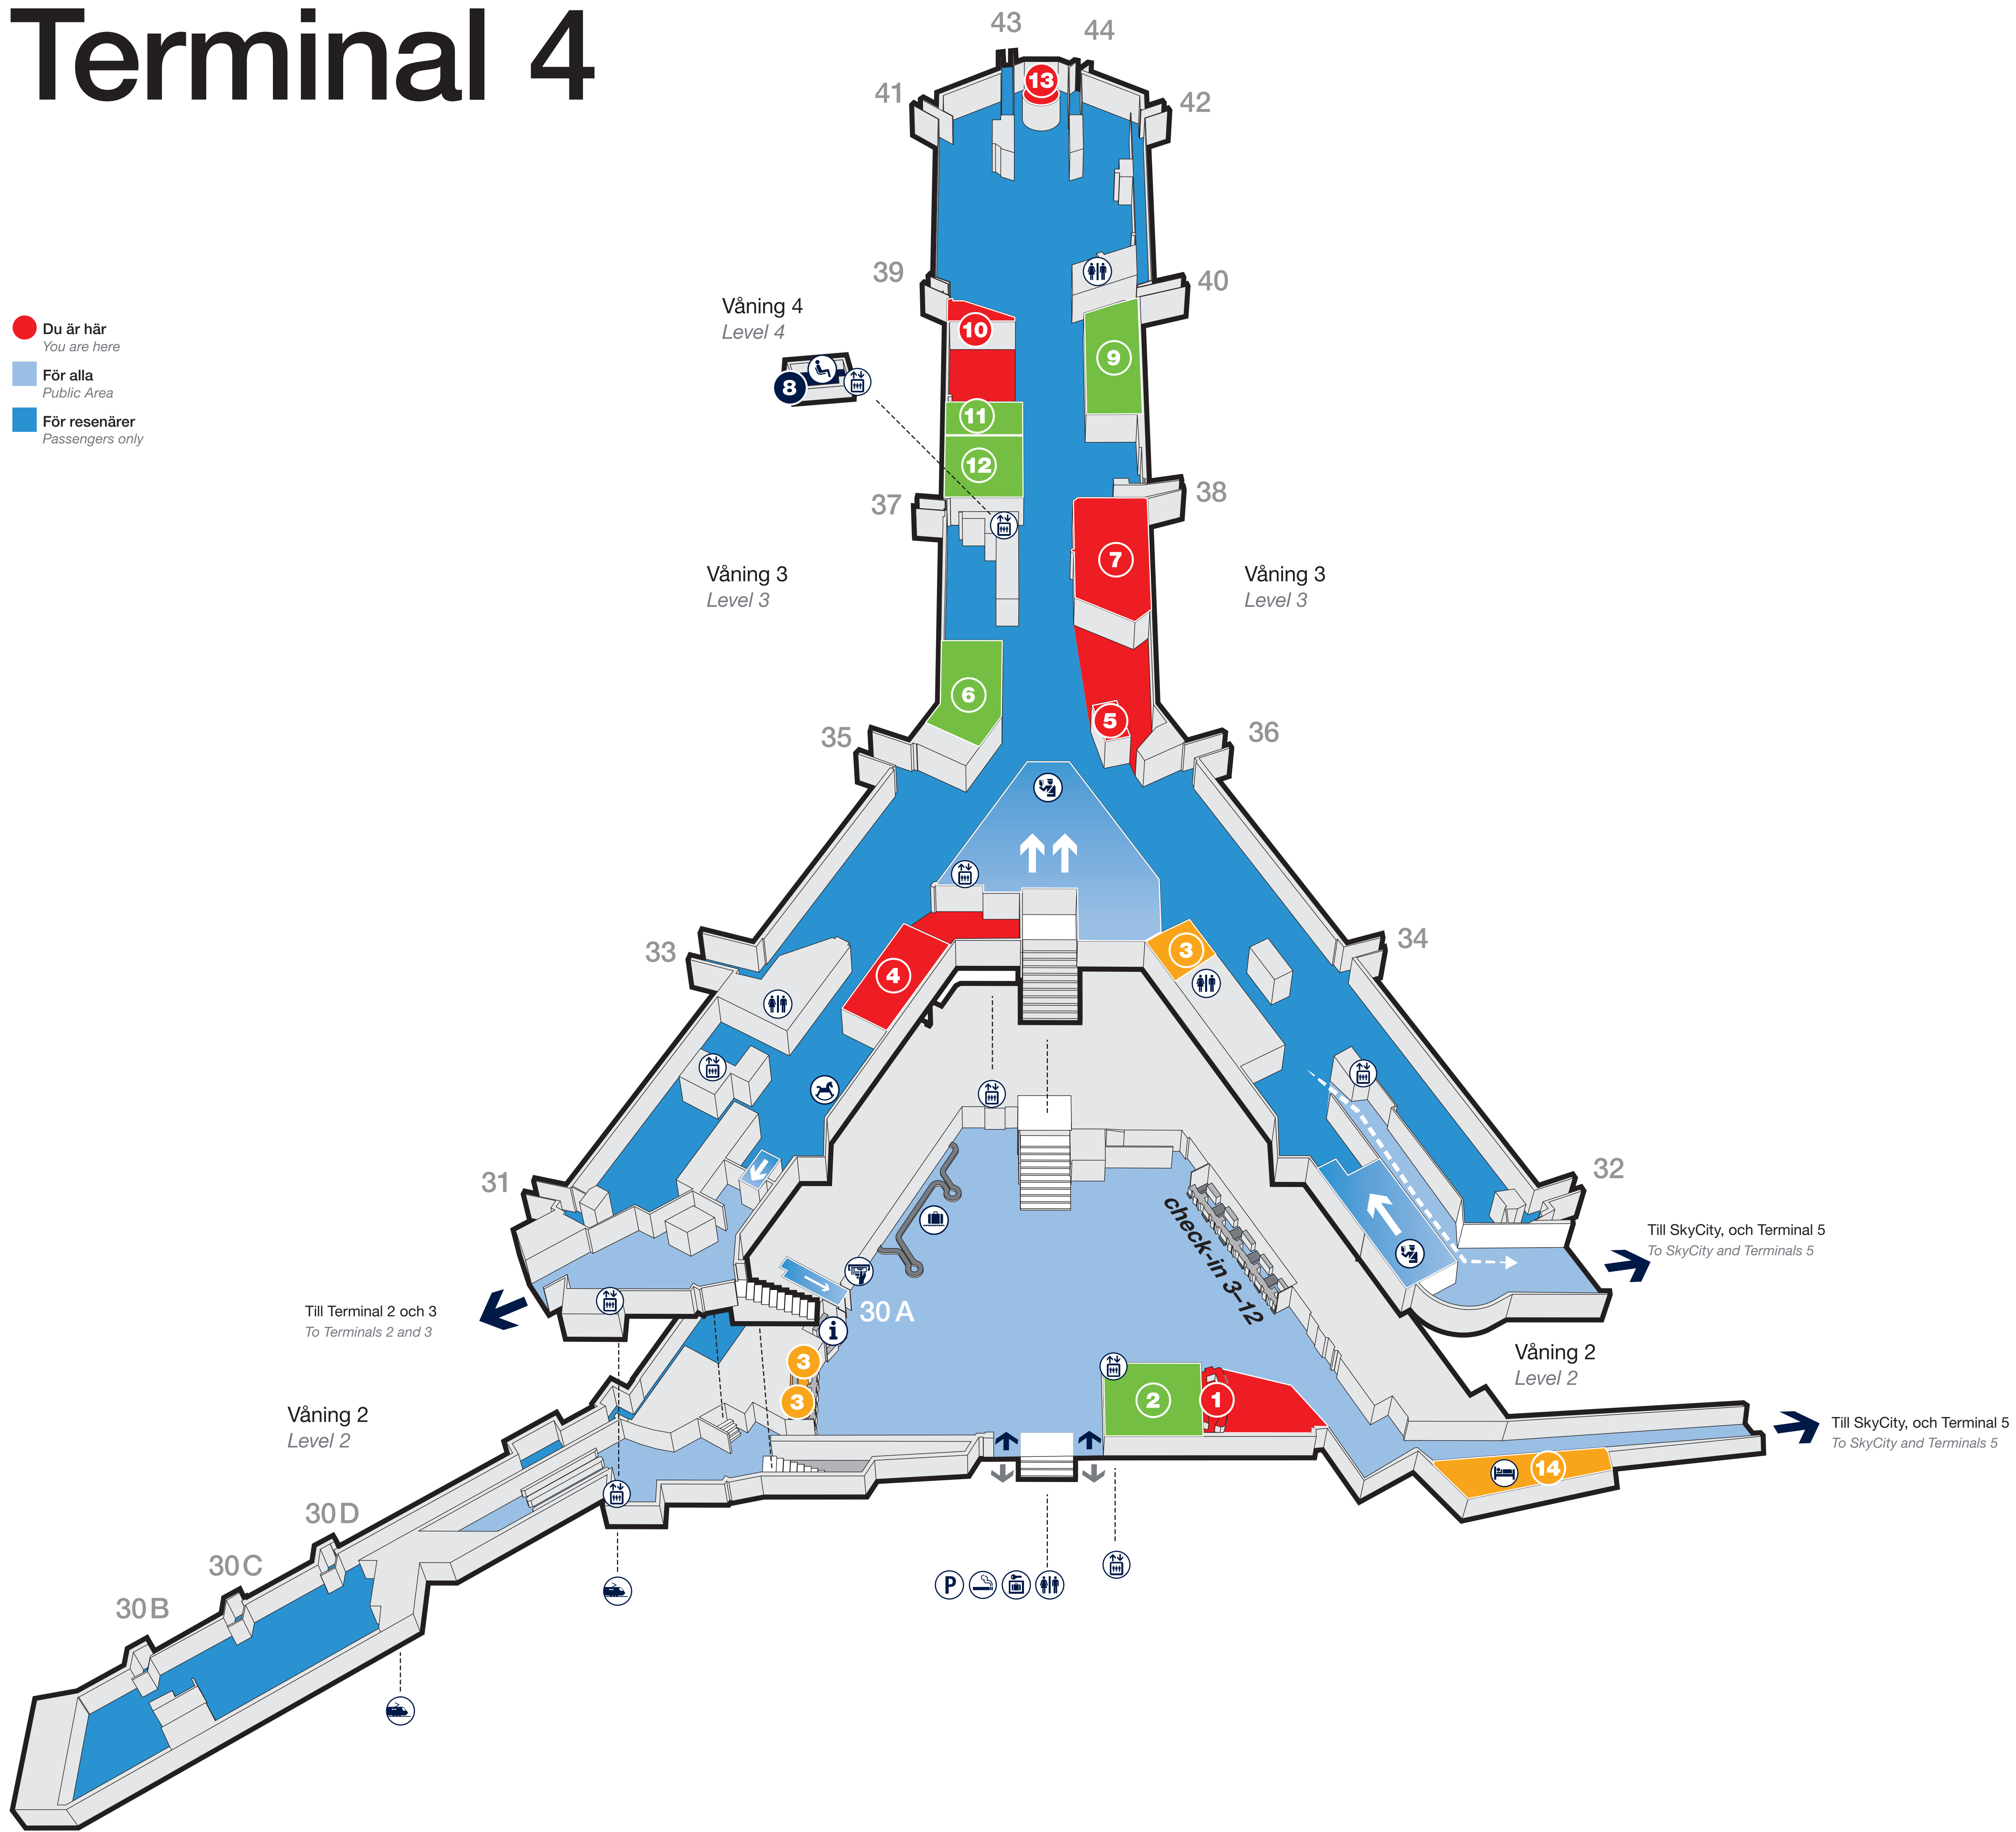 Terminal 4
43
44
13
41
42
39
40
Våning 4
Level 4
Du är här
You are here
För alla
Public Area
För resenärer
Passengers only
8
10
9
11
12
37
38
7
Våning 3
Level 3
Våning 3
Level 3
6
5
35
36
33
34
4
3
31
32
check-in 3–12
Till SkyCity, och Terminal 5
To SkyCity and Terminals 5
Till Terminal 2 och 3
To Terminals 2 and 3
30 A
i
3
3
2
1
Våning 2
Level 2
Våning 2
Level 2
Till SkyCity, och Terminal 5
To SkyCity and Terminals 5
14
30 D
30 C
30 B
P